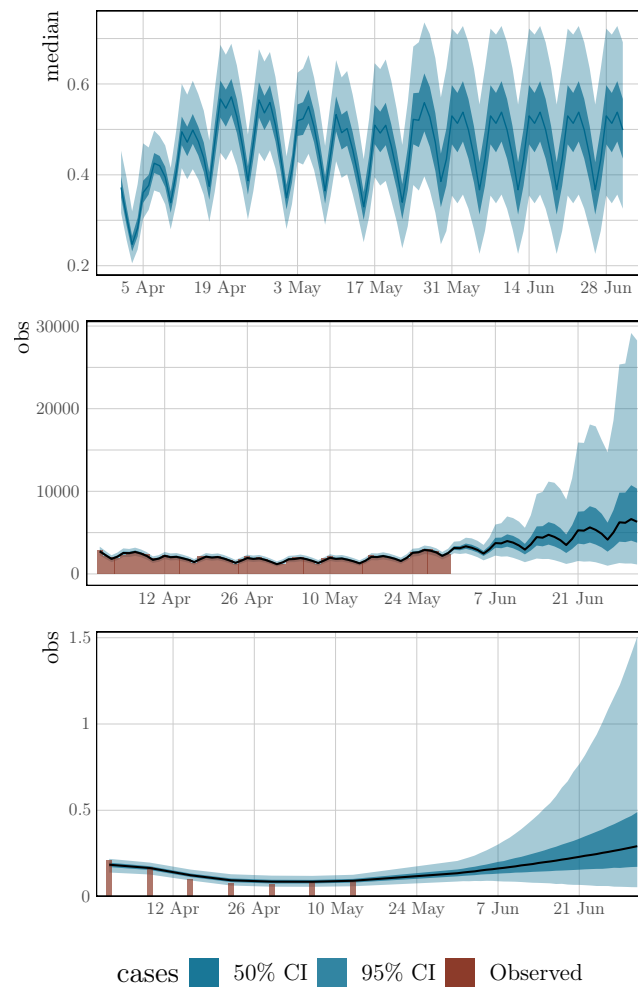 median
0.6
0.4
0.2
5 Apr 19 Apr 3 May 17 May 31 May 14 Jun 28 Jun
obs
30000
20000
10000
0
12 Apr 26 Apr 10 May 24 May 7 Jun 21 Jun
obs
1.5
1
0.5
0
12 Apr 26 Apr 10 May 24 May 7 Jun 21 Jun
cases 50% CI 95% CI Observed